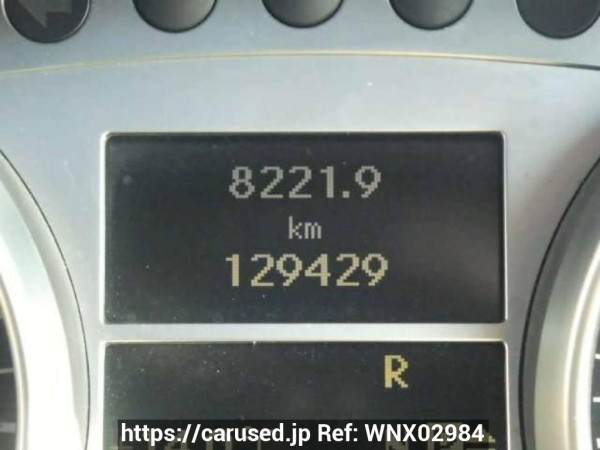 8221.9
km
129429
R
https://carused.jp Ref: WNX02984